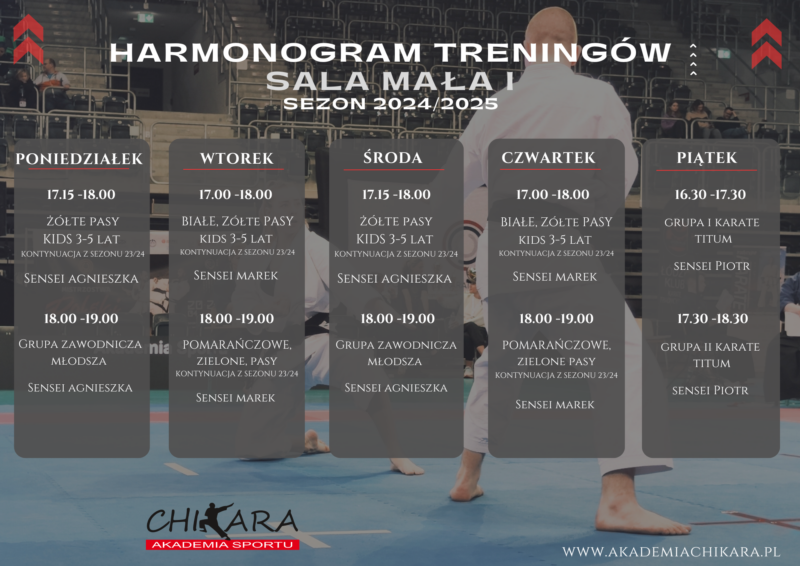 HARMONOGRAM TRENINGÓW
SALA MAŁA I
SEZON 2024/2025
PONIEDZIAŁEK
17.15 -18.00
ŻÓŁTE PASY
KIDS 3-5 LAT
KONTYNUACJA Z SEZONU 23/24
SENSEI AGNIESZKA
18.00 -19.00
GRUPA ZAWODNICZA
MŁODSZA
SENSEI AGNIESZKA
WTOREK
17.00 -18.00
BIAŁE, ŻÓŁTE PASY
KIDS 3-5 LAT
KONTYNUACJA Z SEZONU 23/24
SENSEI MAREK
18.00 -19.00
POMARAŃCZOWE,
ZIELONE, PASY
KONTYNUACJA Z SEZONU 23/24
SENSEI MAREK
ŚRODA
17.15 -18.00
ŻÓŁTE PASY
KIDS 3-5 LAT
KONTYNUACJA Z SEZONU 23/24
SENSEI AGNIESZKA
18.00 -19.00
GRUPA ZAWODNICZA
MŁODSZA
SENSEI AGNIESZKA
CZWARTEK
17.00 -18.00
BIAŁE, ŻÓŁTE PASY
KIDS 3-5 LAT
KONTYNUACJA Z SEZONU 23/24
SENSEI MAREK
18.00 -19.00
POMARAŃCZOWE,
ZIELONE PASY
KONTYNUACJA Z SEZONU 23/24
SENSEI MAREK
PIĄTEK
16.30 -17.30
GRUPA I KARATE
TITUM
SENSEI PIOTR
17.30 -18.30
GRUPA II KARATE
TITUM
SENSEI PIOTR
CHIKARA
AKADEMIA SPORTU
WWW.AKADEMIACHIKARA.PL